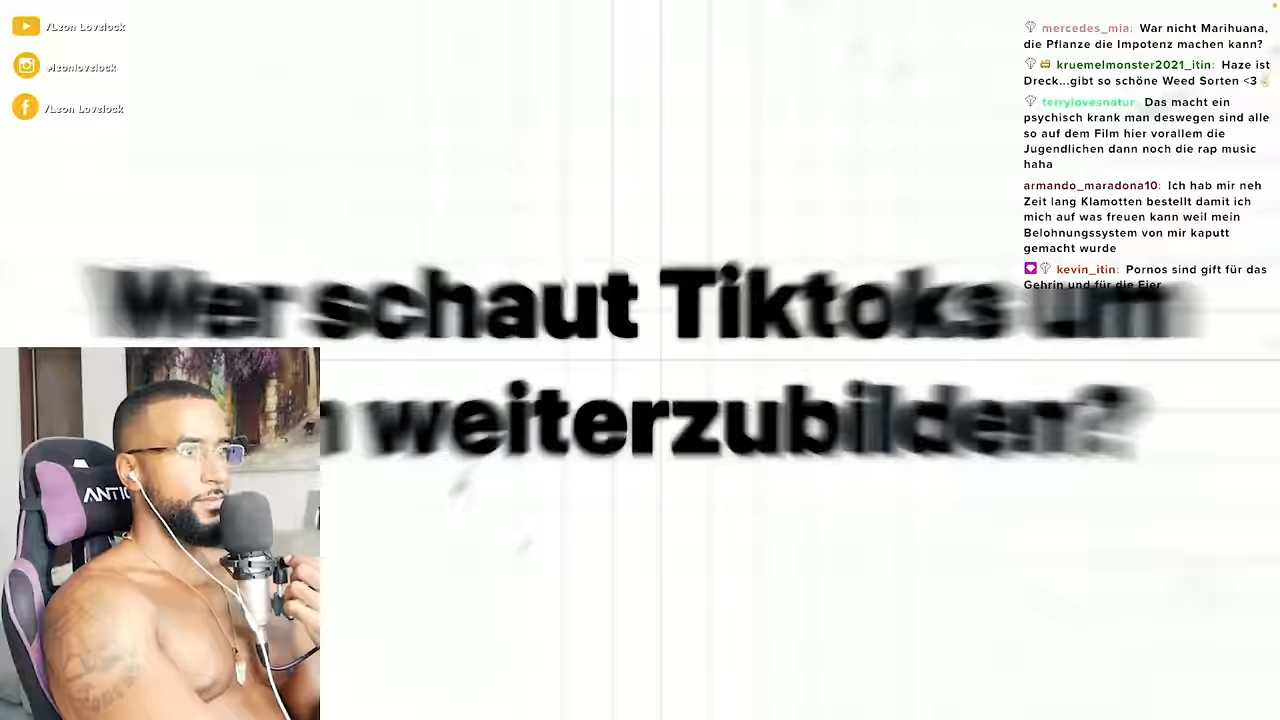 /Leon Lovelock
leonlovelock
/Leon Lovelock
mercedes_mia: War nicht Marihuana,
die Pflanze die Impotenz machen kann?
kruemelmonster2021_itin: Haze ist
Dreck...gibt so schöne Weed Sorten <3
terrylovesnatur: Das macht ein
psychisch krank man deswegen sind alle
so auf dem Film hier vorallem die
Jugendlichen dann noch die rap music
haha
armando_maradona10: Ich hab mir neh
Zeit lang Klamotten bestellt damit ich
mich auf was freuen kann weil mein
Belohnungssystem von mir kaputt
gemacht wurde
kevin_itin: Pornos sind gift für das
Gehrin und für die Eier
Wer schaut Tiktoks um
weiterzubilden?
ANTIC